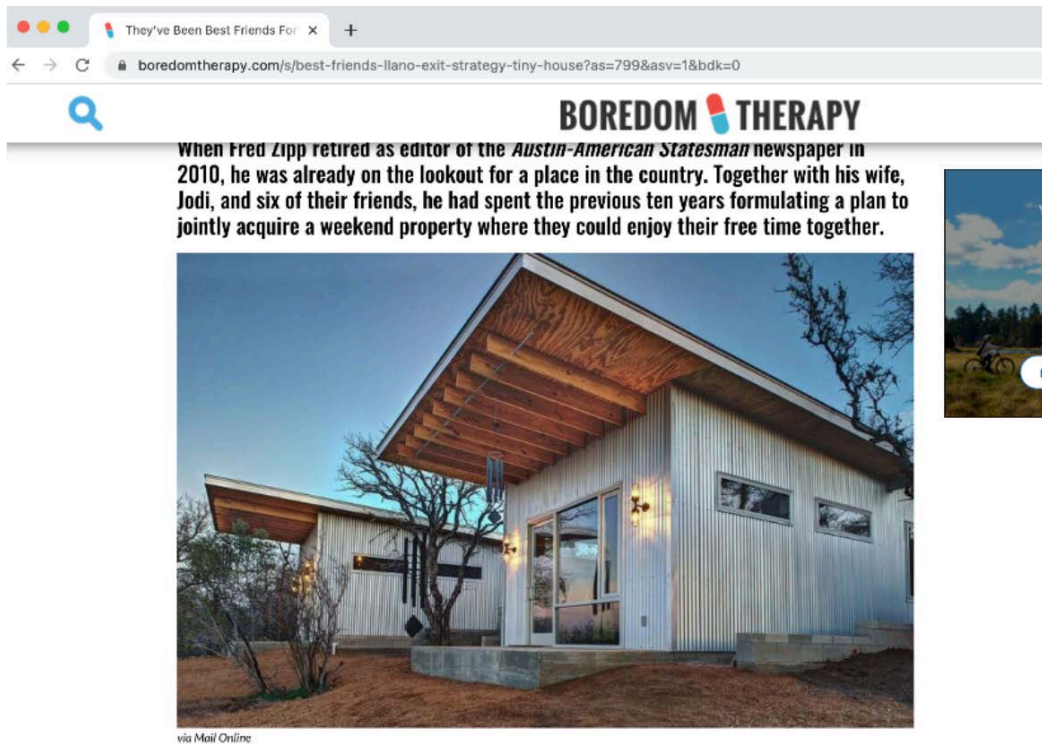 They've Been Best Friends For
boredomtherapy.com/s/best-friends-llano-exit-strategy-tiny-house?as=799&asv=1&bdk=0
BOREDOM THERAPY
When Fred Zipp retired as editor of the Austin-American Statesman newspaper in
2010, he was already on the lookout for a place in the country. Together with his wife,
Jodi, and six of their friends, he had spent the previous ten years formulating a plan to
jointly acquire a weekend property where they could enjoy their free time together.
via Mail Online